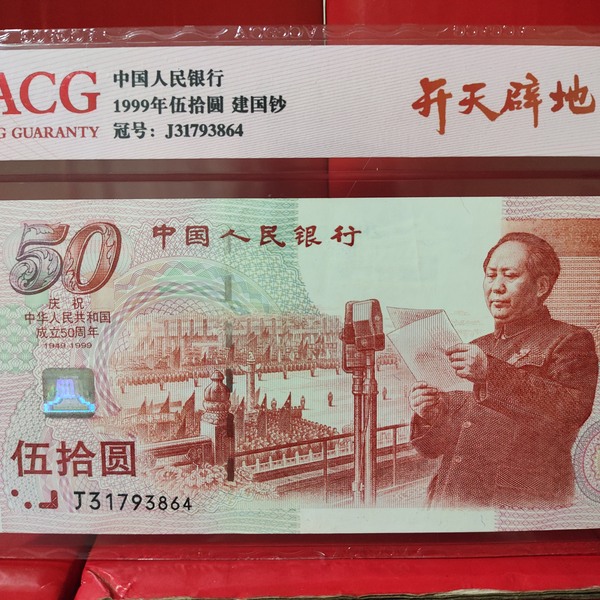 ACG
G GUARANTY
中国人民银行
1999年伍拾圆 建国钞
冠号：J31793864
开天辟地
50
中国人民银行
庆祝
中华人民共和国
成立50周年
1949-1999
伍拾圆
J31793864